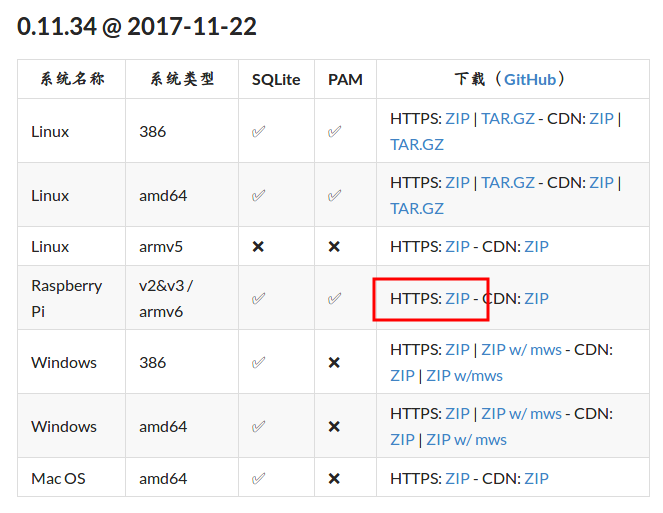 0.11.34 @ 2017-11-22
系统名称 系统类型 SQLite PAM 下载（GitHub）
Linux 386 ✅ ✅ HTTPS: ZIP | TAR.GZ - CDN: ZIP |
TAR.GZ
Linux amd64 ✅ ✅ HTTPS: ZIP | TAR.GZ - CDN: ZIP |
TAR.GZ
Linux armv5 ❌ ❌ HTTPS: ZIP - CDN: ZIP
Raspberry v2&v3 / ✅ ✅ HTTPS: ZIP - CDN: ZIP
Pi armv6
Windows 386 ✅ ❌ HTTPS: ZIP | ZIP w/ mws - CDN:
ZIP | ZIP w/mws
Windows amd64 ✅ ❌ HTTPS: ZIP | ZIP w/ mws - CDN:
ZIP | ZIP w/ mws
Mac OS amd64 ✅ ❌ HTTPS: ZIP - CDN: ZIP